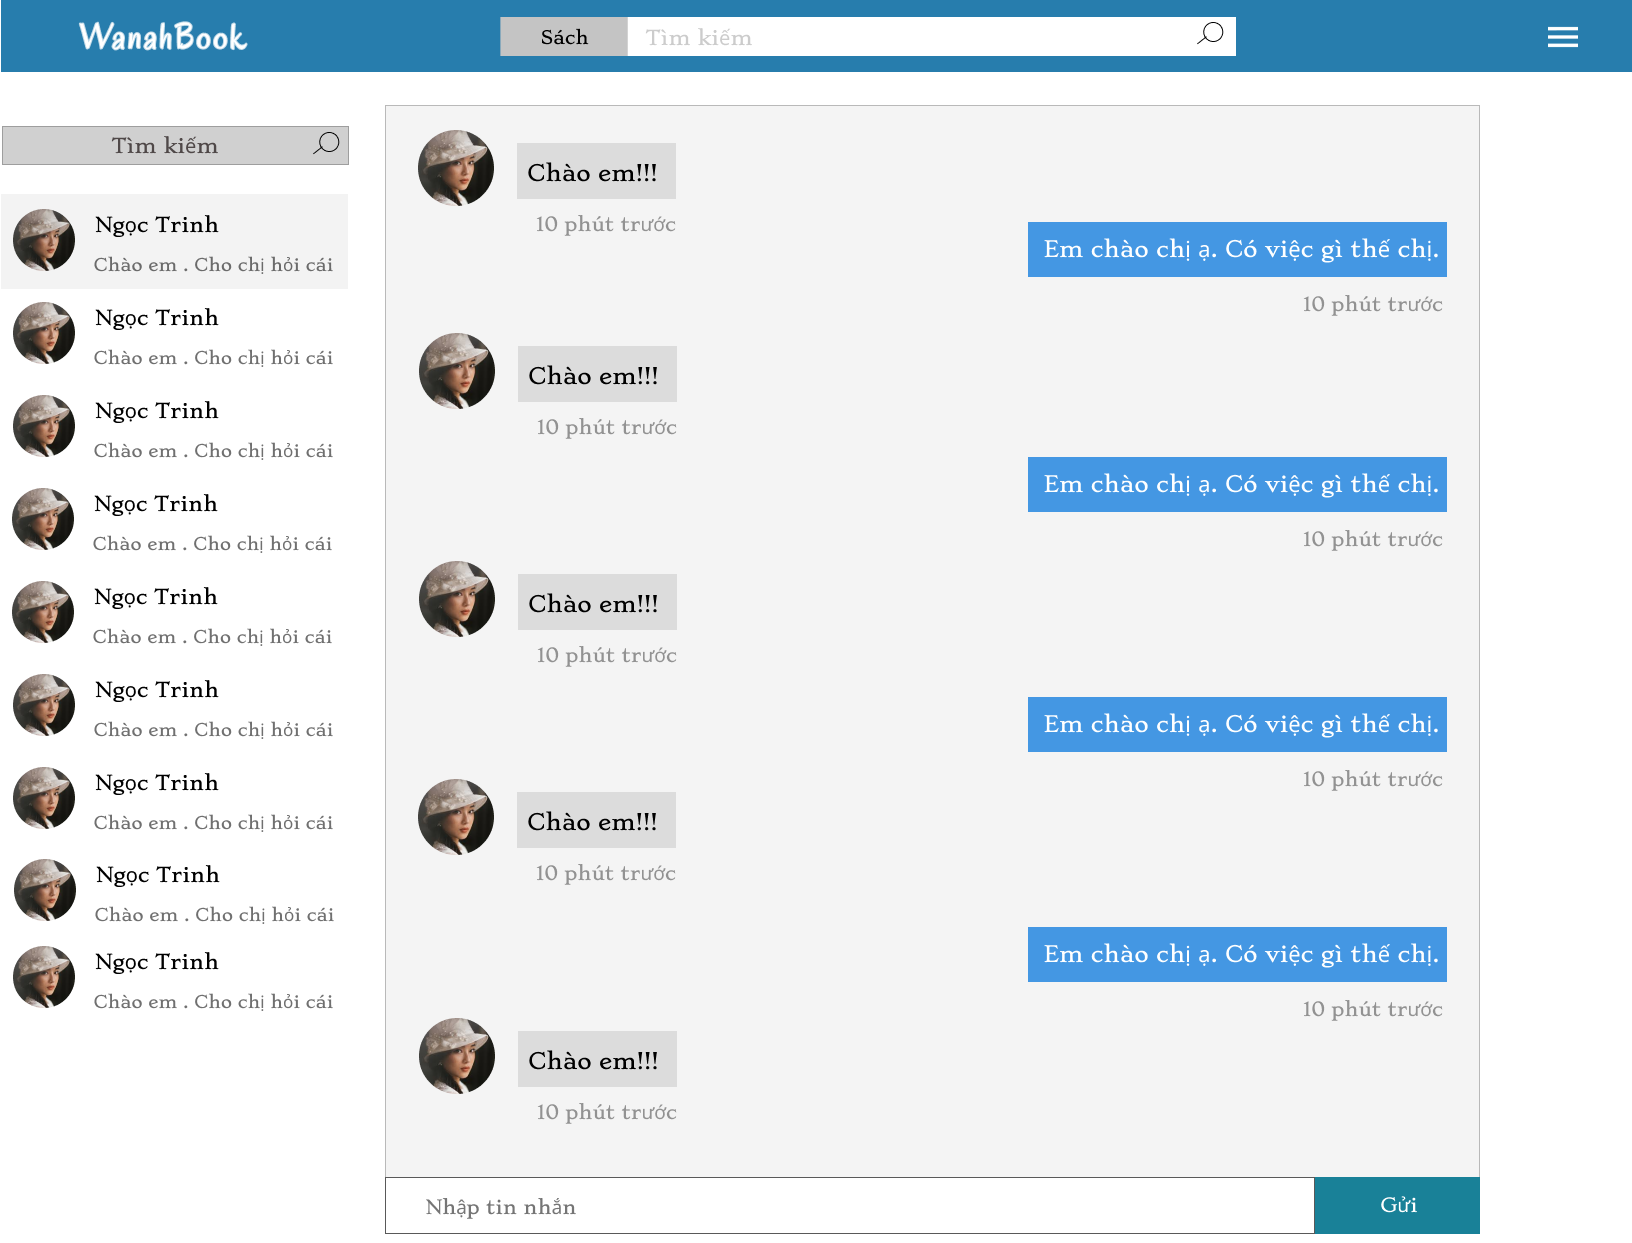 WanahBook
Sách
Tìm kiếm
Tìm kiếm
Ngọc Trinh
Chào em . Cho chị hỏi cái
Ngọc Trinh
Chào em . Cho chị hỏi cái
Ngọc Trinh
Chào em . Cho chị hỏi cái
Ngọc Trinh
Chào em . Cho chị hỏi cái
Ngọc Trinh
Chào em . Cho chị hỏi cái
Ngọc Trinh
Chào em . Cho chị hỏi cái
Ngọc Trinh
Chào em . Cho chị hỏi cái
Ngọc Trinh
Chào em . Cho chị hỏi cái
Ngọc Trinh
Chào em . Cho chị hỏi cái
Chào em!!!
10 phút trước
Em chào chị ạ. Có việc gì thế chị.
10 phút trước
Chào em!!!
10 phút trước
Em chào chị ạ. Có việc gì thế chị.
10 phút trước
Chào em!!!
10 phút trước
Em chào chị ạ. Có việc gì thế chị.
10 phút trước
Chào em!!!
10 phút trước
Em chào chị ạ. Có việc gì thế chị.
10 phút trước
Chào em!!!
10 phút trước
Nhập tin nhắn
Gửi